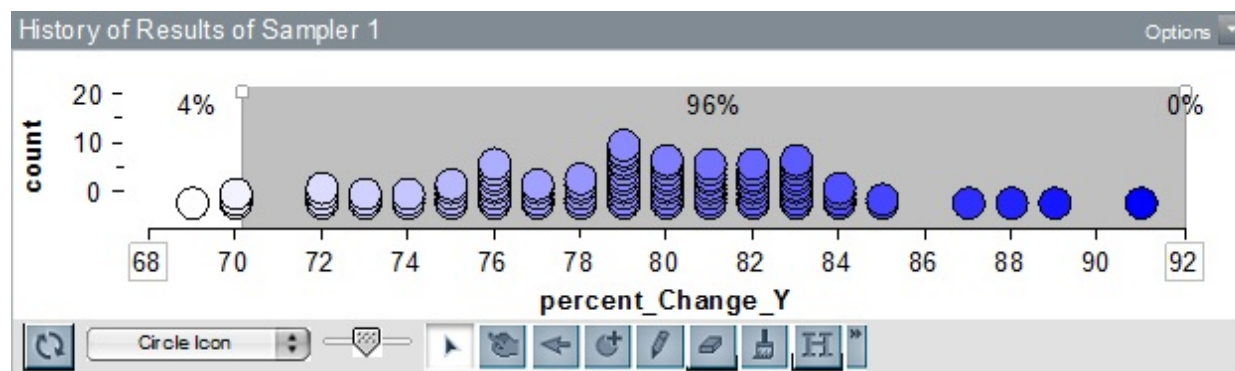 History of Results of Sampler 1 Options
20
4% 96% 0%
10
0
count
68 70 72 74 76 78 80 82 84 86 88 90 92
percent_Change_Y
Circle Icon